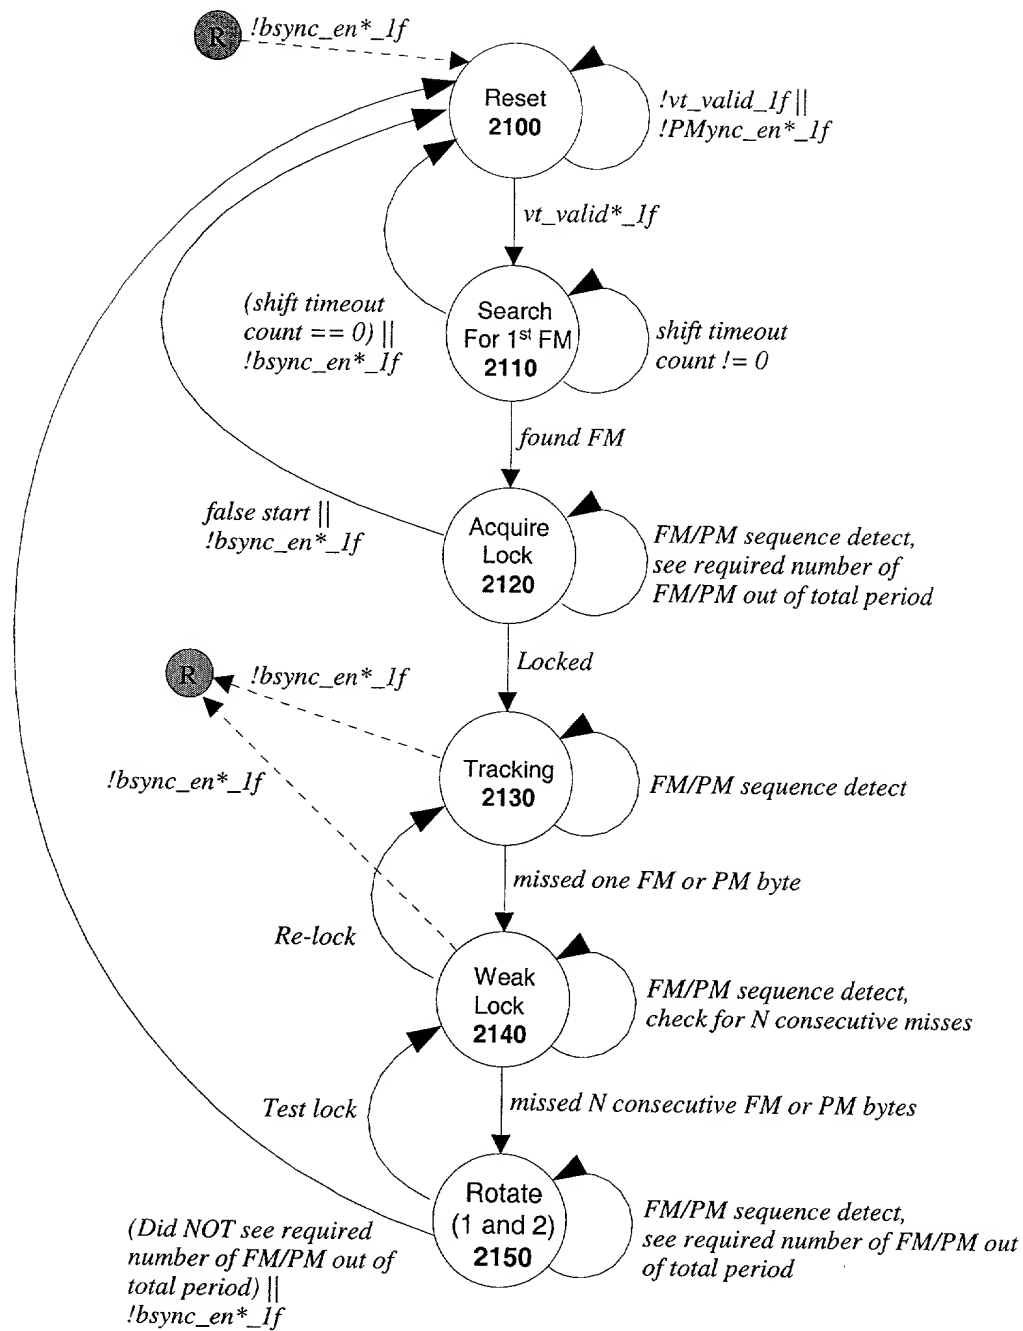 R
!bsync_en*_1f
Reset
2100
!vt_valid_1f ||
!PMync_en*_1f
vt_valid*_1f
Search
For 1st FM
2110
(shift timeout
count == 0) ||
!bsync_en*_1f
shift timeout
count != 0
found FM
false start ||
!bsync_en*_1f
Acquire
Lock
2120
FM/PM sequence detect,
see required number of
FM/PM out of total period
Locked
R
!bsync_en*_1f
!bsync_en*_1f
Tracking
2130
FM/PM sequence detect
missed one FM or PM byte
Re-lock
Weak
Lock
2140
FM/PM sequence detect,
check for N consecutive misses
Test lock
missed N consecutive FM or PM bytes
Rotate
(1 and 2)
2150
FM/PM sequence detect,
see required number of FM/PM out
of total period
(Did NOT see required
number of FM/PM out of
total period) ||
!bsync_en*_1f